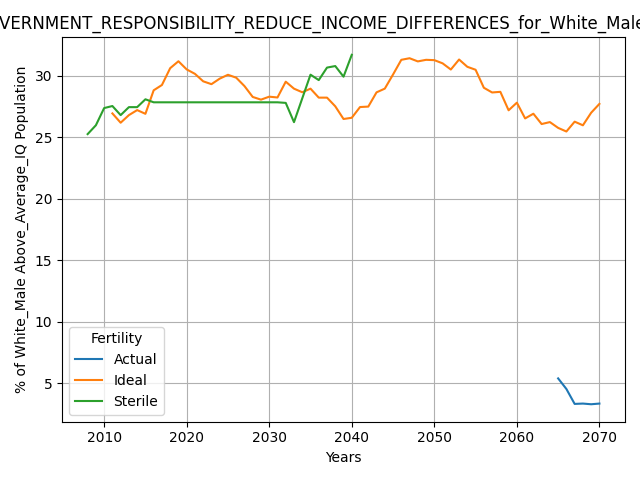 VERNMENT_RESPONSIBILITY_REDUCE_INCOME_DIFFERENCES_for_White_Male
% of White_Male Above_Average_IQ Population
30
25
20
15
10
5
Fertility
Actual
Ideal
Sterile
2010 2020 2030 2040 2050 2060 2070
Years